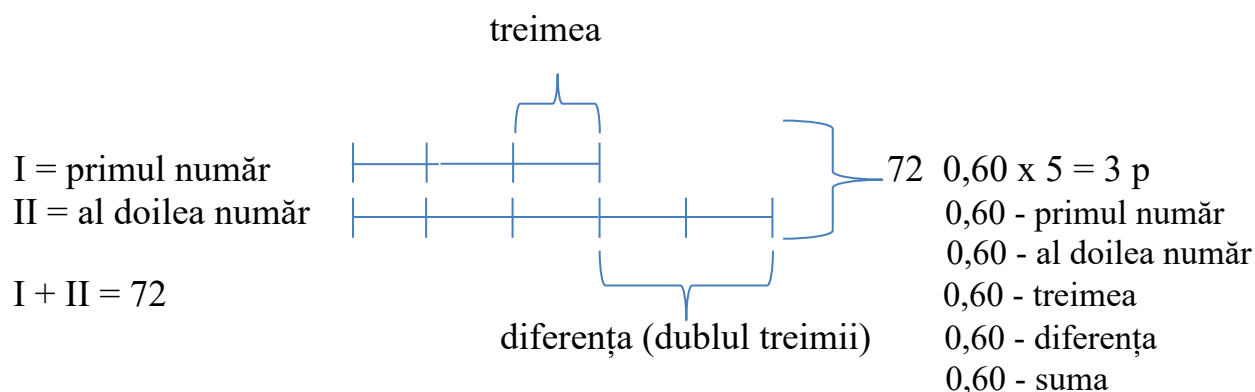 treimea
I = primul număr
72 0,60 x 5 = 3 p
II = al doilea număr
0,60 - primul număr
0,60 - al doilea număr
I + II = 72
0,60 - treimea
diferența (dublul treimii)
0,60 - diferența
0,60 - suma